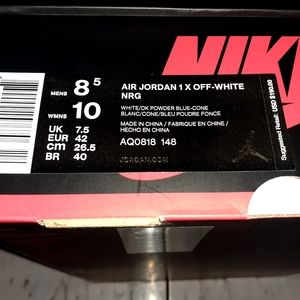 NIKE
MENS 8.5
WMNS 10
UK 7.5
EUR 42
cm 26.5
BR 40
AIR JORDAN 1 X OFF-WHITE
NRG
WHITE/DK POWDER BLUE-CONE
BLANC/CONE/BLEU POUDRE FONCE
MADE IN CHINA / FABRIQUE EN CHINE /
HECHO EN CHINA
AQ0818 148
JORDAN.COM
Suggested Retail: USD $190.00